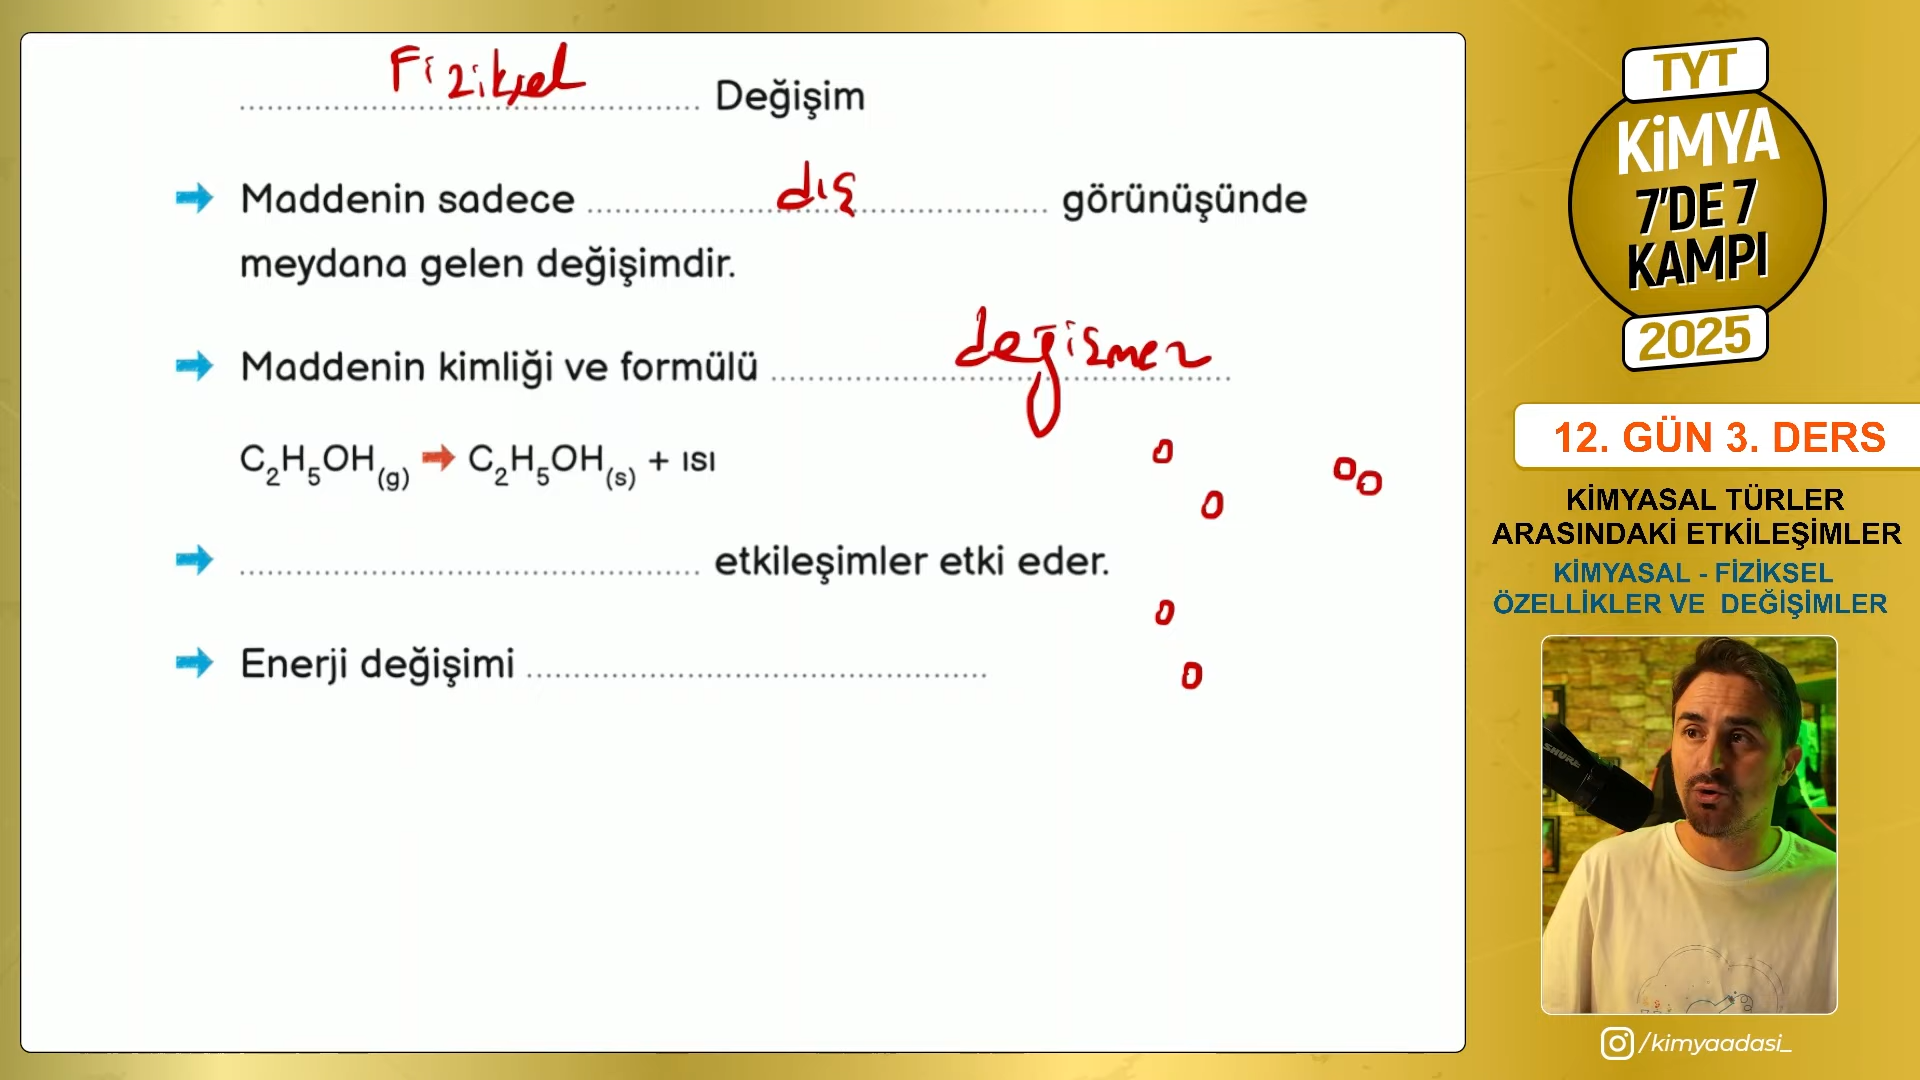 Fiziksel Değişim
Maddenin sadece dış görünüşünde
meydana gelen değişimdir.
Maddenin kimliği ve formülü değişmez
C₂H₅OH(g) → C₂H₅OH(s) + ısı
etkileşimler etki eder.
Enerji değişimi
TYT
KiMYA
7'DE 7
KAMPI
2025
12. GÜN 3. DERS
KİMYASAL TÜRLER
ARASINDAKİ ETKİLEŞİMLER
KİMYASAL - FİZİKSEL
ÖZELLİKLER VE DEĞİŞİMLER
SHURE
/kimyaadasi_